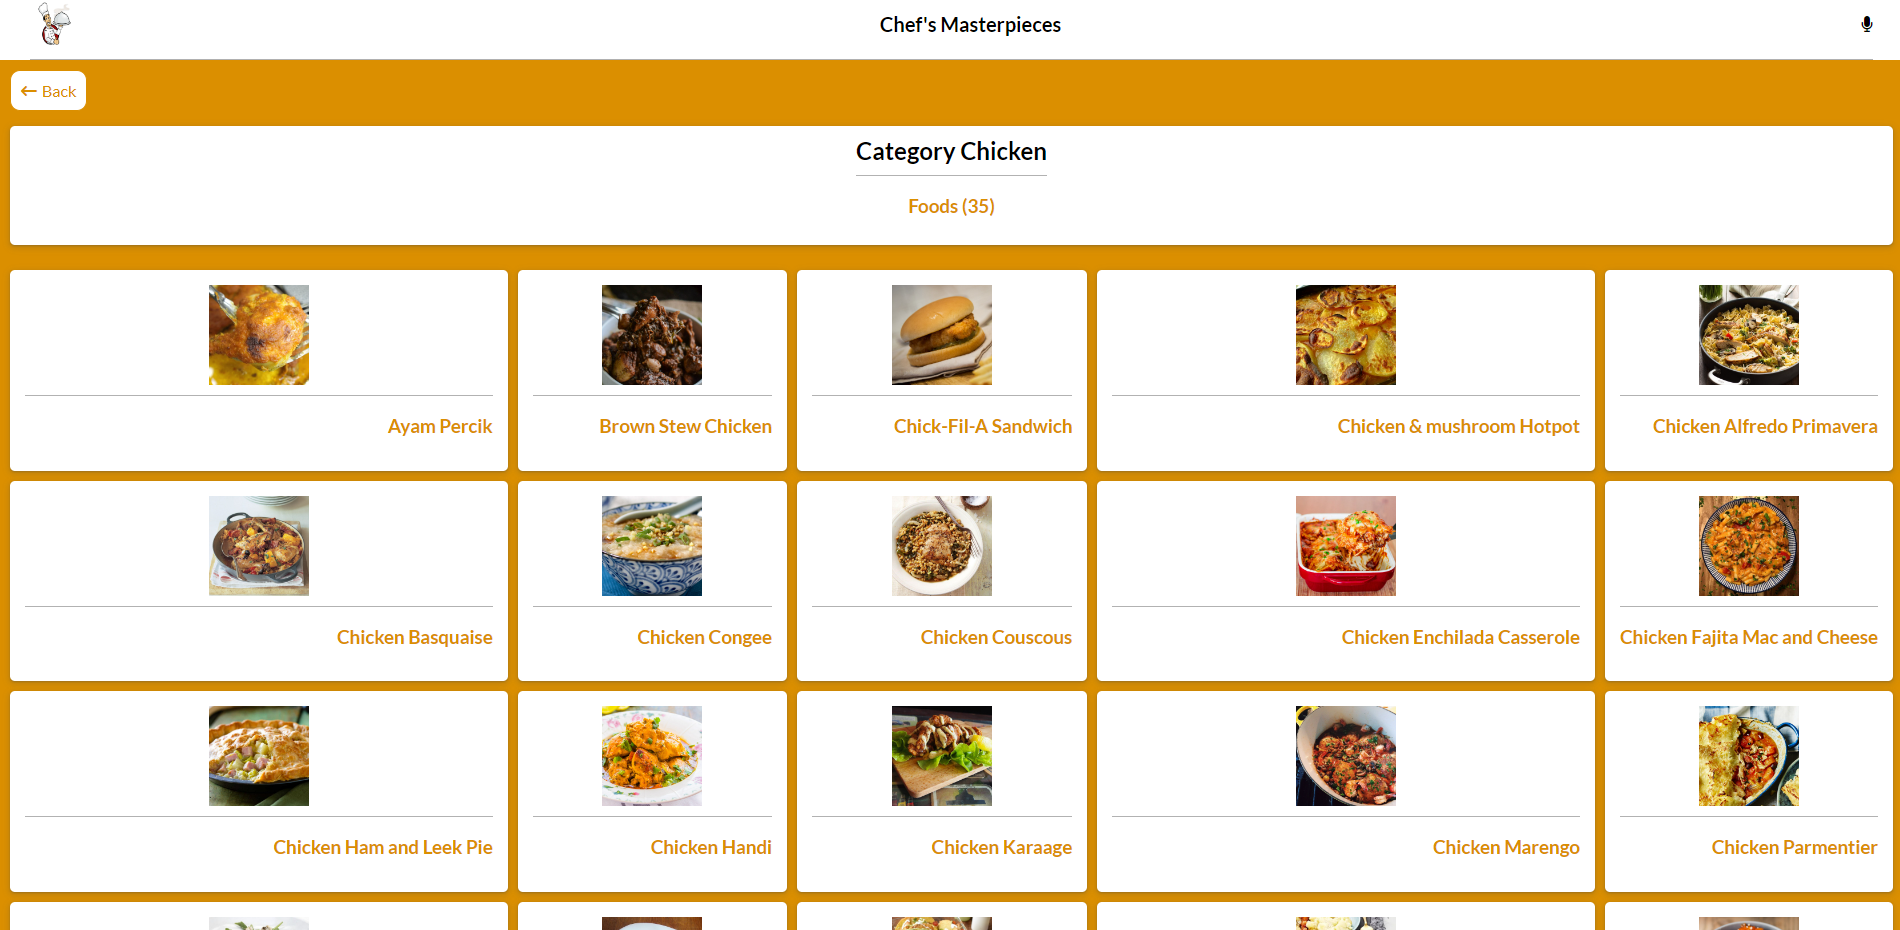 Chef's Masterpieces
← Back
Category Chicken
Foods (35)
Ayam Percik
Brown Stew Chicken
Chick-Fil-A Sandwich
Chicken & mushroom Hotpot
Chicken Alfredo Primavera
Chicken Basquaise
Chicken Congee
Chicken Couscous
Chicken Enchilada Casserole
Chicken Fajita Mac and Cheese
Chicken Ham and Leek Pie
Chicken Handi
Chicken Karaage
Chicken Marengo
Chicken Parmentier